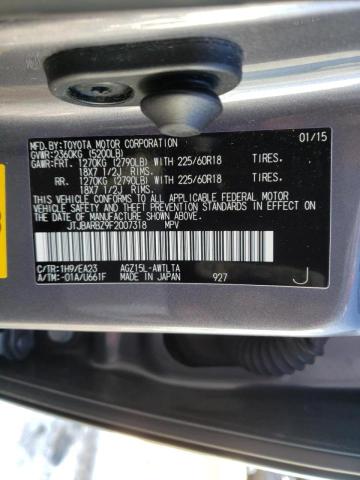 MFD.BY:TOYOTA MOTOR CORPORATION 01/15
GVWR:2360KG (5200LB)
GAWR:FRT. 1270KG (2790LB) WITH 225/60R18 TIRES.
18X7 1/2J RIMS.
RR. 1270KG (2790LB) WITH 225/60R18 TIRES.
18X7 1/2J RIMS.
THIS VEHICLE CONFORMS TO ALL APPLICABLE FEDERAL MOTOR
VEHICLE SAFETY STANDARDS IN EFFECT ON THE DATE OF
MANUFACTURE SHOWN ABOVE.
JTJBARBZ9F2007318 MPV
C/TR:1H9/EA23 AGZ15L-AWTLTA
A/TM:-01A/U661F MADE IN JAPAN 927 J